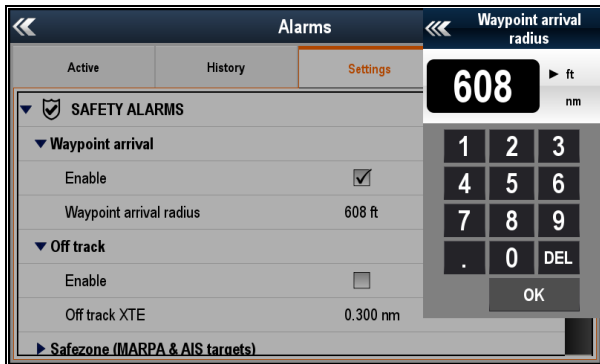 Alarms
Active History Settings
SAFETY ALARMS
Waypoint arrival
Enable
Waypoint arrival radius 608 ft
Off track
Enable
Off track XTE 0.300 nm
Safezone (MARPA & AIS targets)
Waypoint arrival
radius
608 ft
nm
1 2 3
4 5 6
7 8 9
. 0 DEL
OK